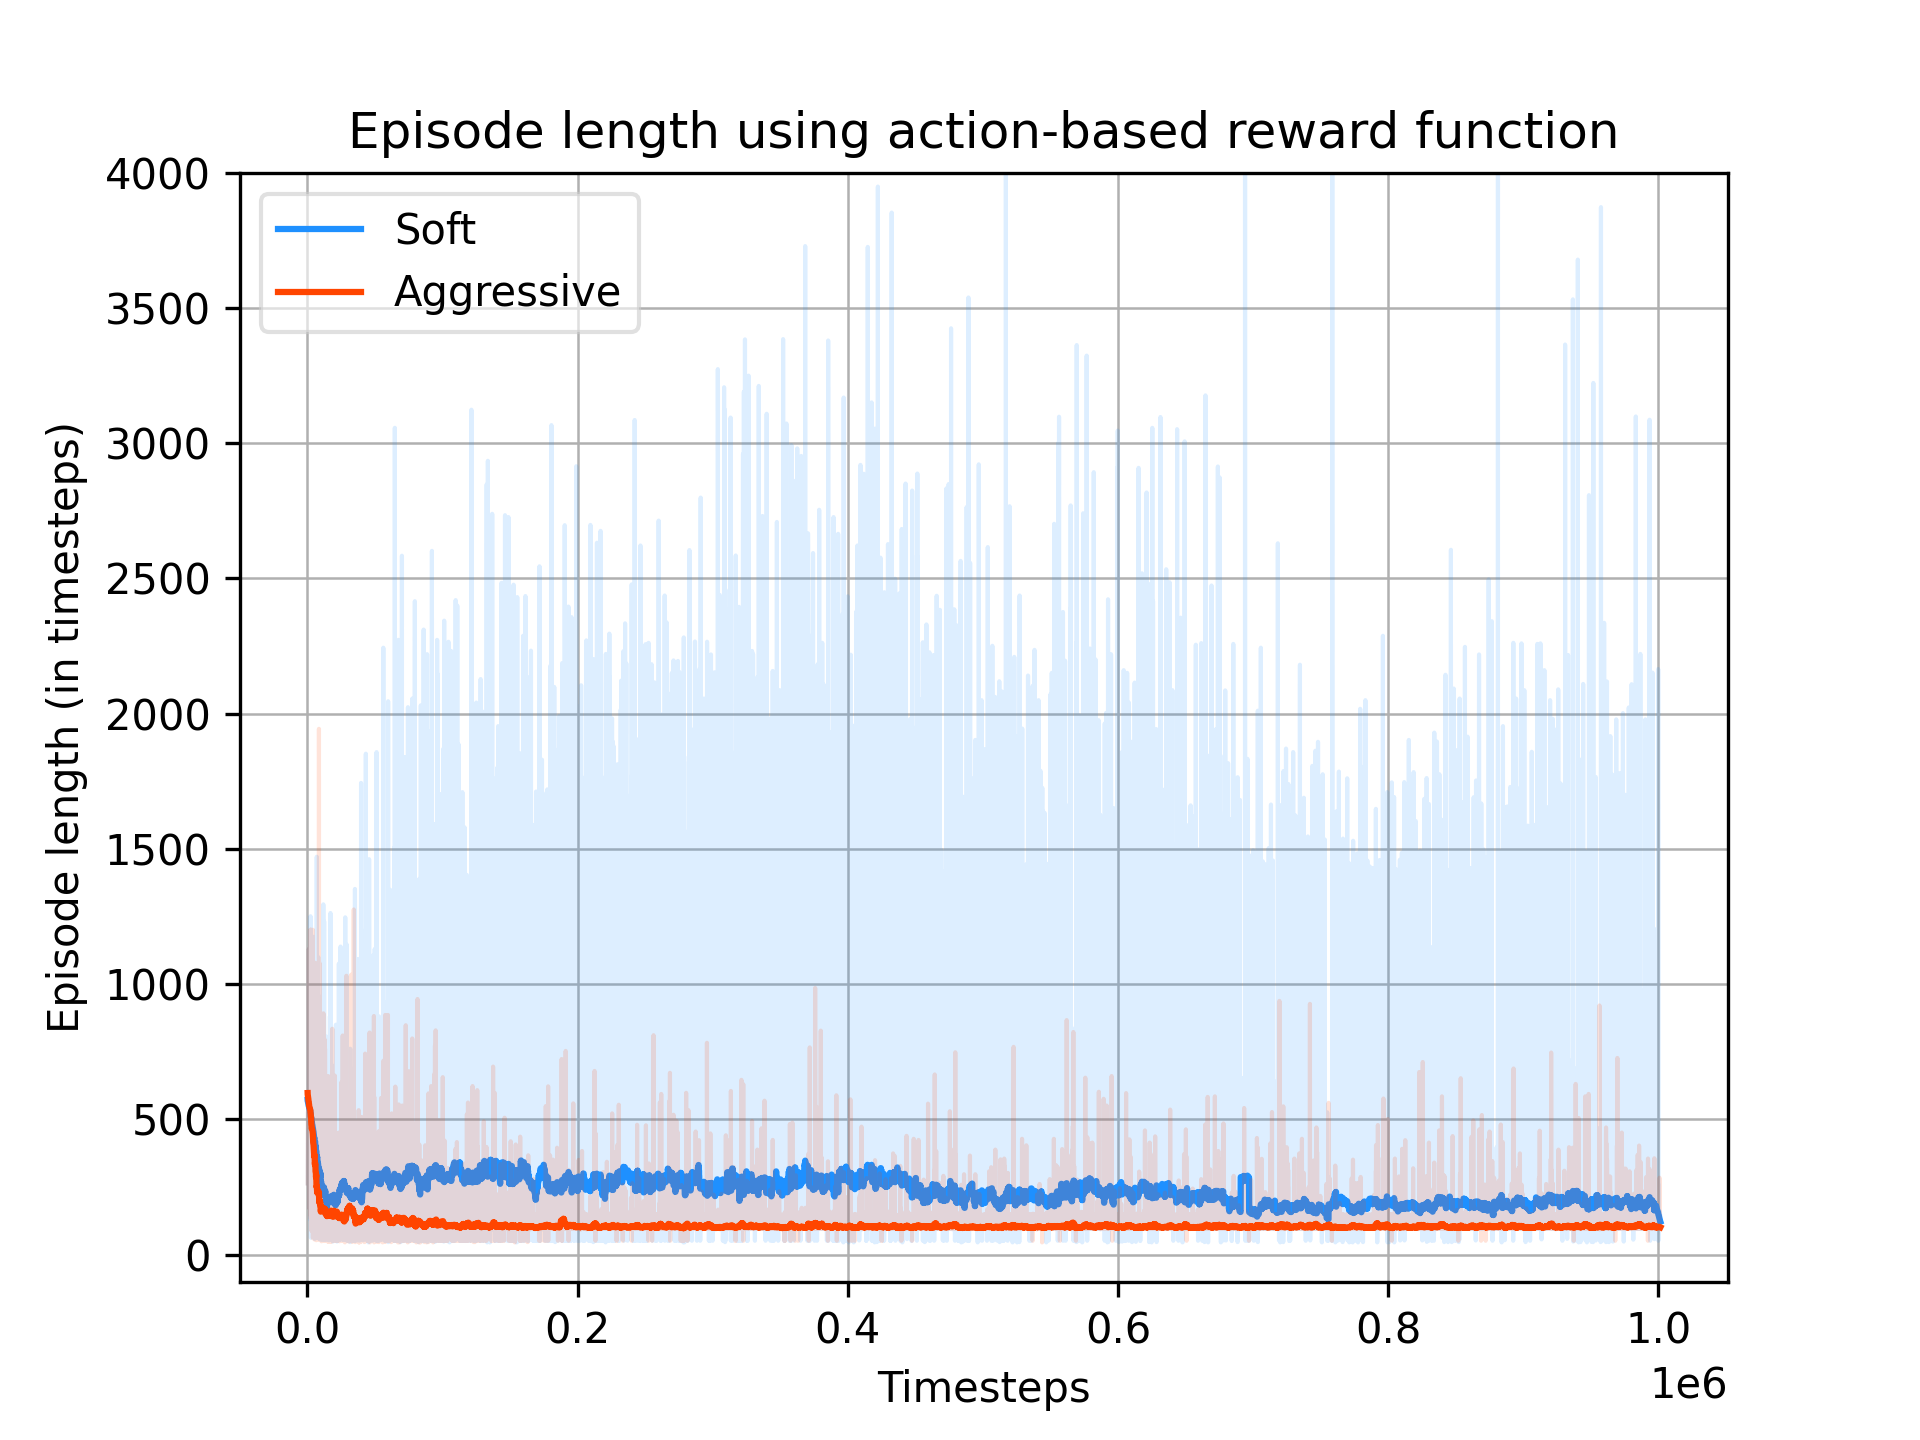 Episode length using action-based reward function
Soft
Aggressive
Episode length (in timesteps)
4000
3500
3000
2500
2000
1500
1000
500
0
0.0 0.2 0.4 0.6 0.8 1.0
1e6
Timesteps